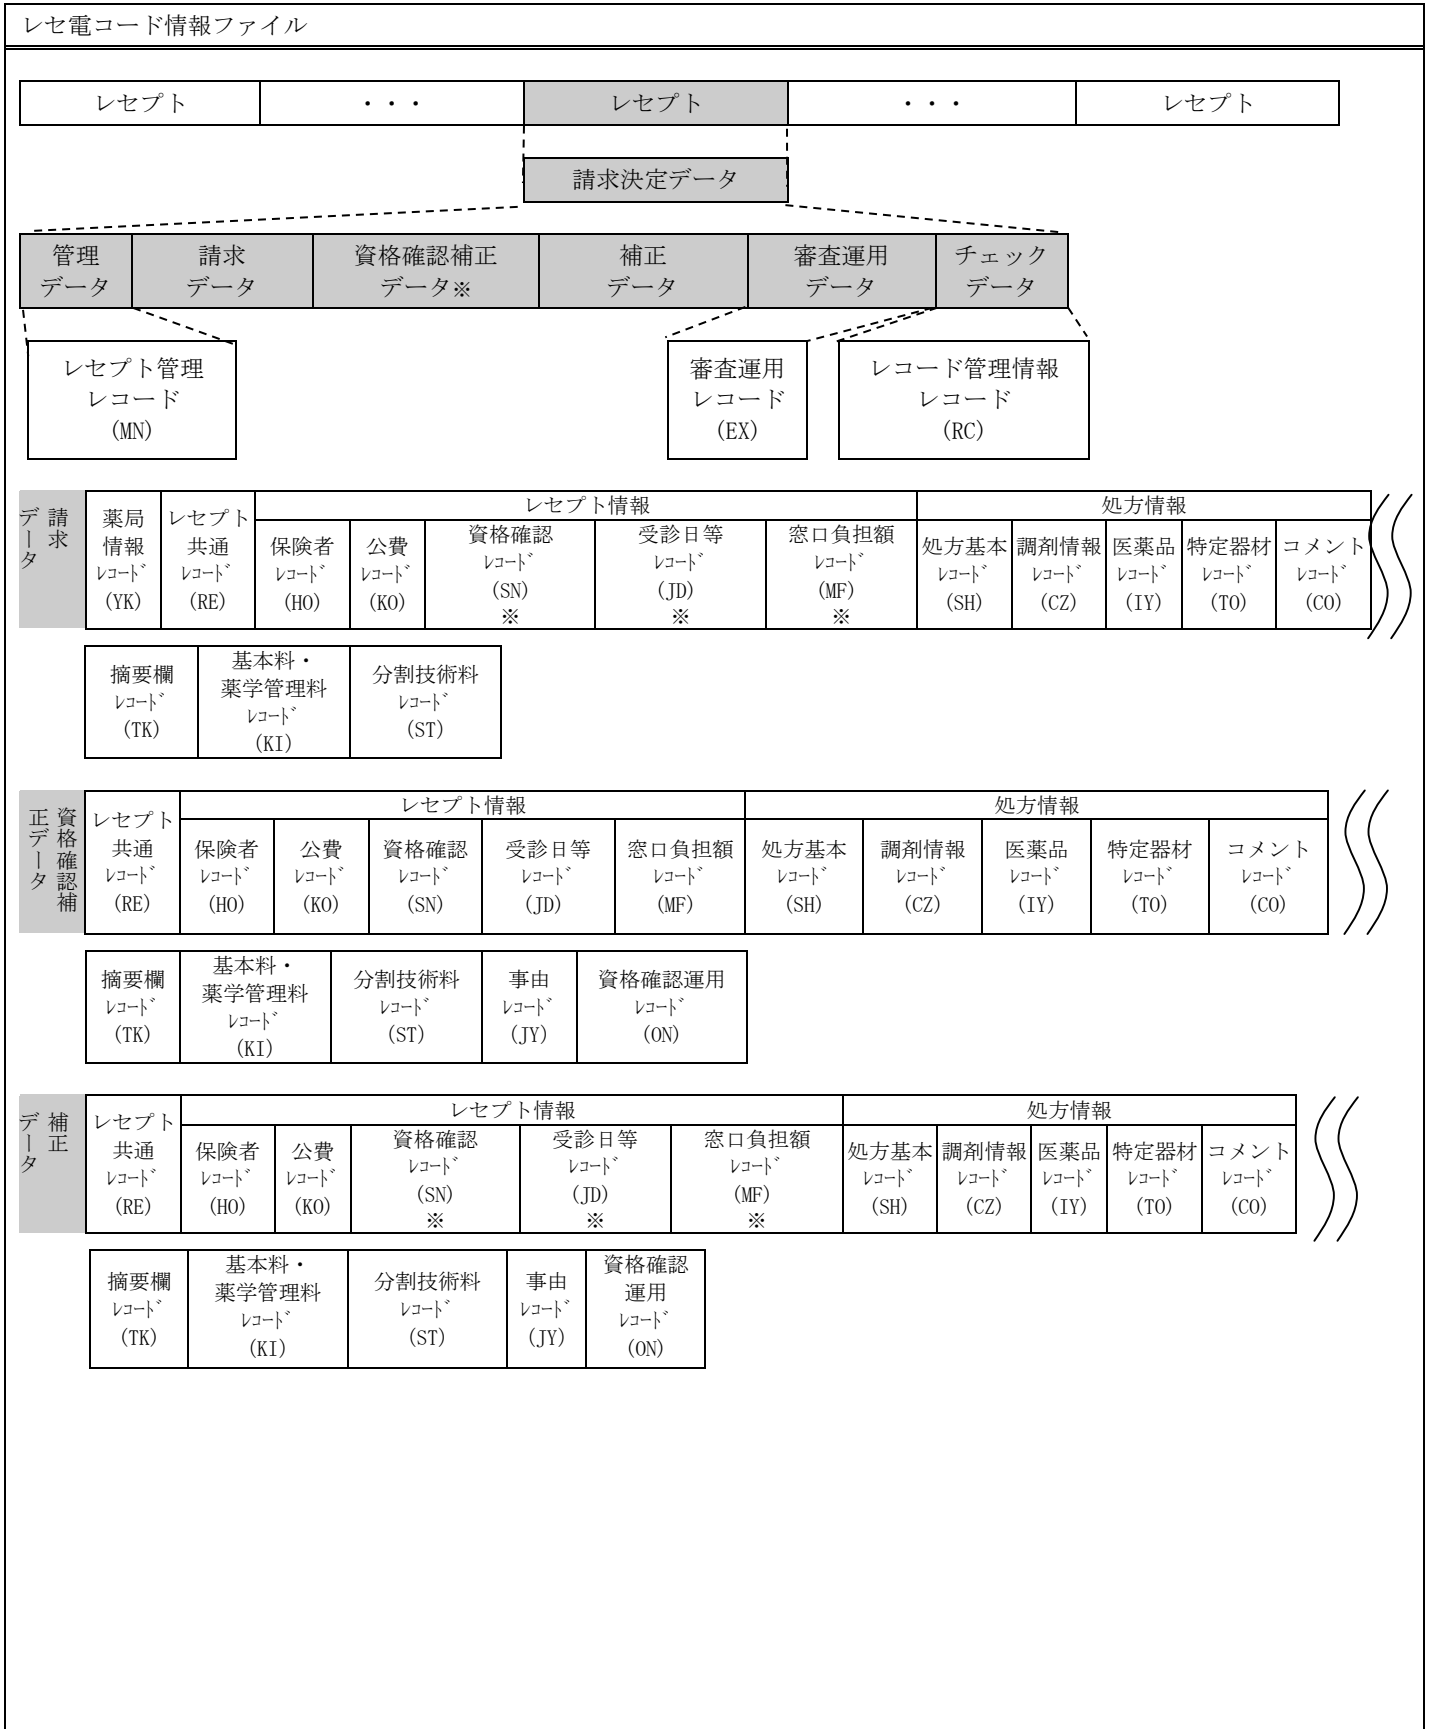 レセ電コード情報ファイル
レセプト ・・・ レセプト ・・・ レセプト
請求決定データ
管理 請求 資格確認補正 補正 審査運用 チェック
データ データ データ※ データ データ データ
レセプト管理 審査運用 レコード管理情報
レコード レコード レコード
(MN) (EX) (RC)
請求
データ
レセプト情報 処方情報
薬局 レセプト 資格確認 受診日等 窓口負担額
情報 共通 保険者 公費 ﾚｺｰﾄﾞ ﾚｺｰﾄﾞ ﾚｺｰﾄﾞ 処方基本 調剤情報 医薬品 特定器材 コメント
ﾚｺｰﾄﾞ ﾚｺｰﾄﾞ ﾚｺｰﾄﾞ ﾚｺｰﾄﾞ (SN) (JD) (MF) ﾚｺｰﾄﾞ ﾚｺｰﾄﾞ ﾚｺｰﾄﾞ ﾚｺｰﾄﾞ ﾚｺｰﾄﾞ
(YK) (RE) (HO) (KO) ※ ※ ※ (SH) (CZ) (IY) (TO) (CO)
基本料・
摘要欄 薬学管理料 分割技術料
ﾚｺｰﾄﾞ ﾚｺｰﾄﾞ ﾚｺｰﾄﾞ
(TK) (KI) (ST)
資格確認補
正データ
レセプト情報 処方情報
レセプト
共通 保険者 公費 資格確認 受診日等 窓口負担額 処方基本 調剤情報 医薬品 特定器材 コメント
ﾚｺｰﾄﾞ ﾚｺｰﾄﾞ ﾚｺｰﾄﾞ ﾚｺｰﾄﾞ ﾚｺｰﾄﾞ ﾚｺｰﾄﾞ ﾚｺｰﾄﾞ ﾚｺｰﾄﾞ ﾚｺｰﾄﾞ ﾚｺｰﾄﾞ ﾚｺｰﾄﾞ
(RE) (HO) (KO) (SN) (JD) (MF) (SH) (CZ) (IY) (TO) (CO)
基本料・
摘要欄 薬学管理料 分割技術料 事由 資格確認運用
ﾚｺｰﾄﾞ ﾚｺｰﾄﾞ ﾚｺｰﾄﾞ ﾚｺｰﾄﾞ ﾚｺｰﾄﾞ
(TK) (KI) (ST) (JY) (ON)
補正
データ
レセプト情報 処方情報
レセプト 資格確認 受診日等 窓口負担額
共通 保険者 公費 ﾚｺｰﾄﾞ ﾚｺｰﾄﾞ ﾚｺｰﾄﾞ 処方基本 調剤情報 医薬品 特定器材 コメント
ﾚｺｰﾄﾞ ﾚｺｰﾄﾞ ﾚｺｰﾄﾞ (SN) (JD) (MF) ﾚｺｰﾄﾞ ﾚｺｰﾄﾞ ﾚｺｰﾄﾞ ﾚｺｰﾄﾞ ﾚｺｰﾄﾞ
(RE) (HO) (KO) ※ ※ ※ (SH) (CZ) (IY) (TO) (CO)
基本料・ 資格確認
摘要欄 薬学管理料 分割技術料 事由 運用
ﾚｺｰﾄﾞ ﾚｺｰﾄﾞ ﾚｺｰﾄﾞ ﾚｺｰﾄﾞ ﾚｺｰﾄﾞ
(TK) (KI) (ST) (JY) (ON)